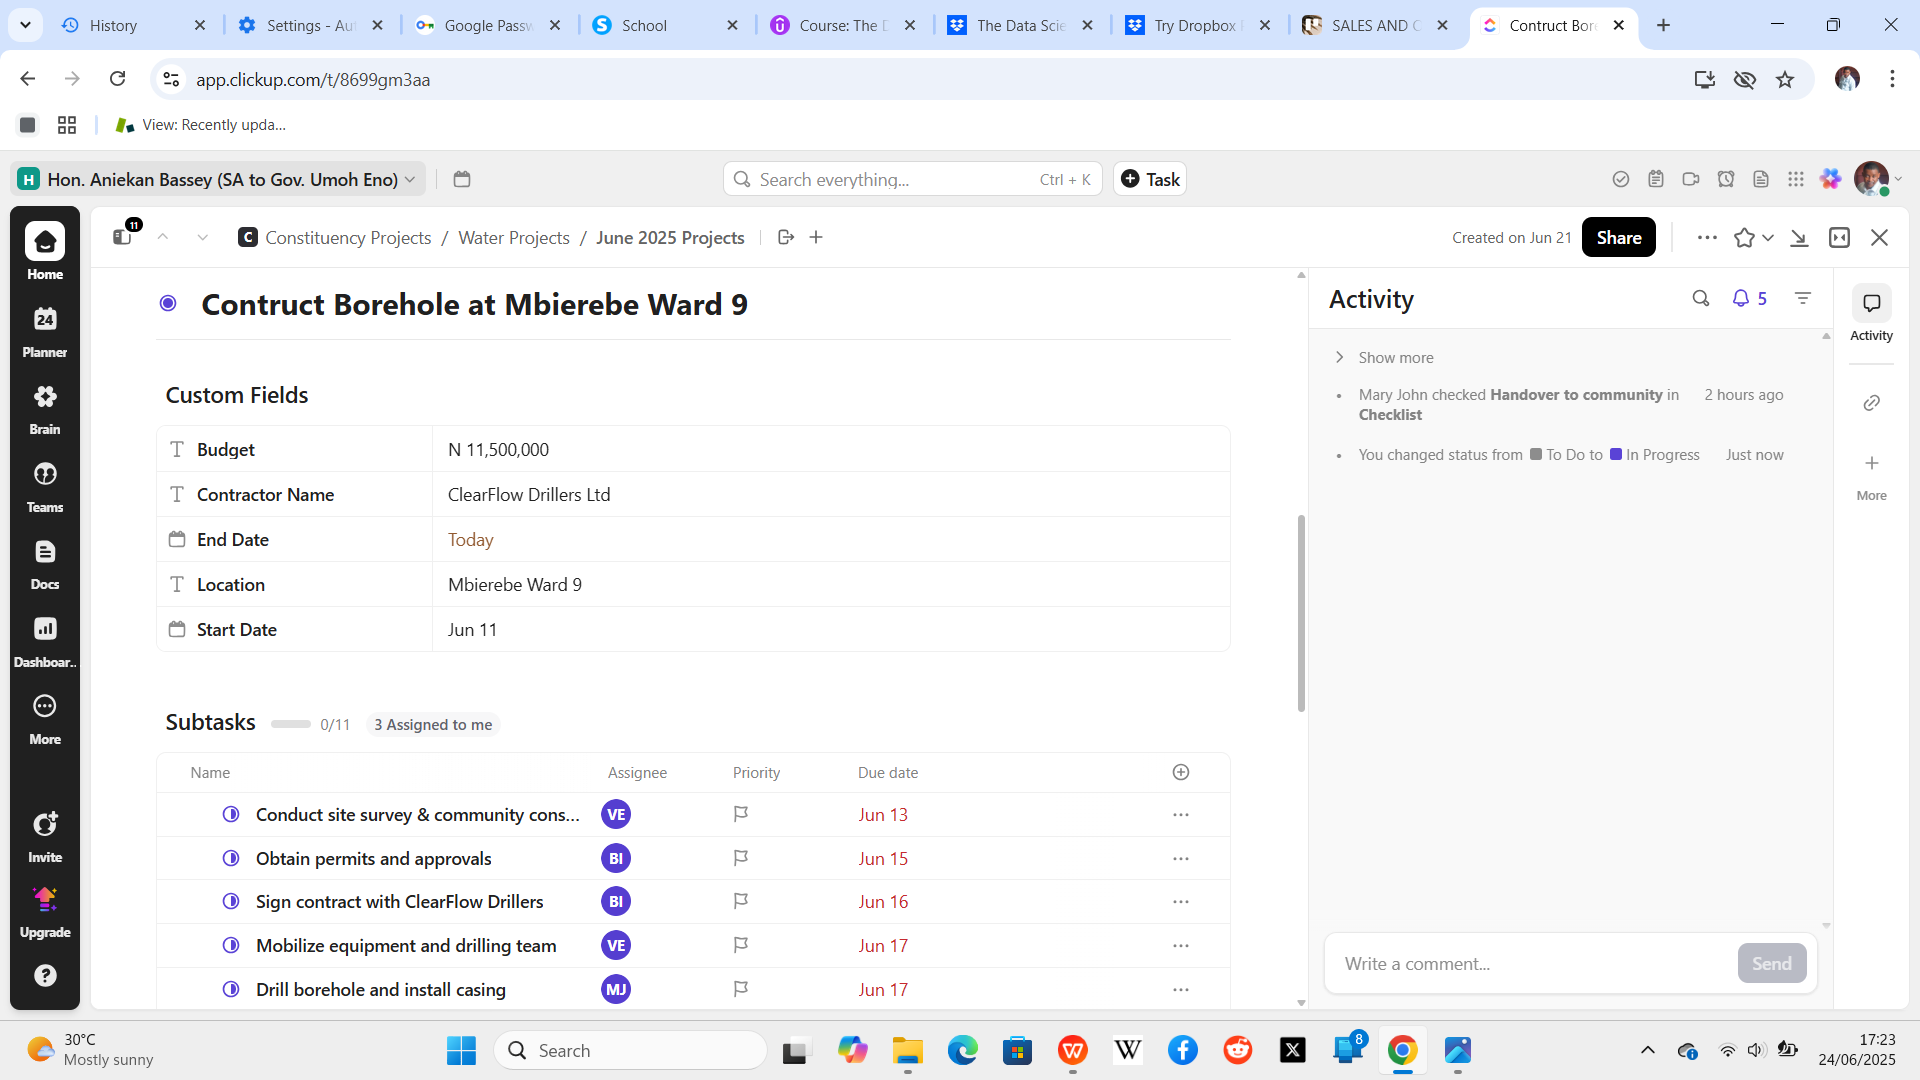 History
Settings - Aut
Google Passw
School
Course: The D
The Data Scie
Try Dropbox F
SALES AND C
Contruct Bore
app.clickup.com/t/8699gm3aa
View: Recently upda...
H Hon. Aniekan Bassey (SA to Gov. Umoh Eno)
Search everything... Ctrl + K
Task
11
C Constituency Projects / Water Projects / June 2025 Projects
Created on Jun 21
Share
Home
24
Planner
Brain
Teams
Docs
Dashboar..
More
Invite
Upgrade
Contruct Borehole at Mbierebe Ward 9
Custom Fields
Budget N 11,500,000
Contractor Name ClearFlow Drillers Ltd
End Date Today
Location Mbierebe Ward 9
Start Date Jun 11
Subtasks 0/11 3 Assigned to me
Name Assignee Priority Due date
Conduct site survey & community cons... VE Jun 13
Obtain permits and approvals BI Jun 15
Sign contract with ClearFlow Drillers BI Jun 16
Mobilize equipment and drilling team VE Jun 17
Drill borehole and install casing MJ Jun 17
Activity 5
Show more
• Mary John checked Handover to community in 2 hours ago
Checklist
• You changed status from To Do to In Progress Just now
Write a comment...
Send
Activity
More
30°C
Mostly sunny
Search
8
17:23
24/06/2025